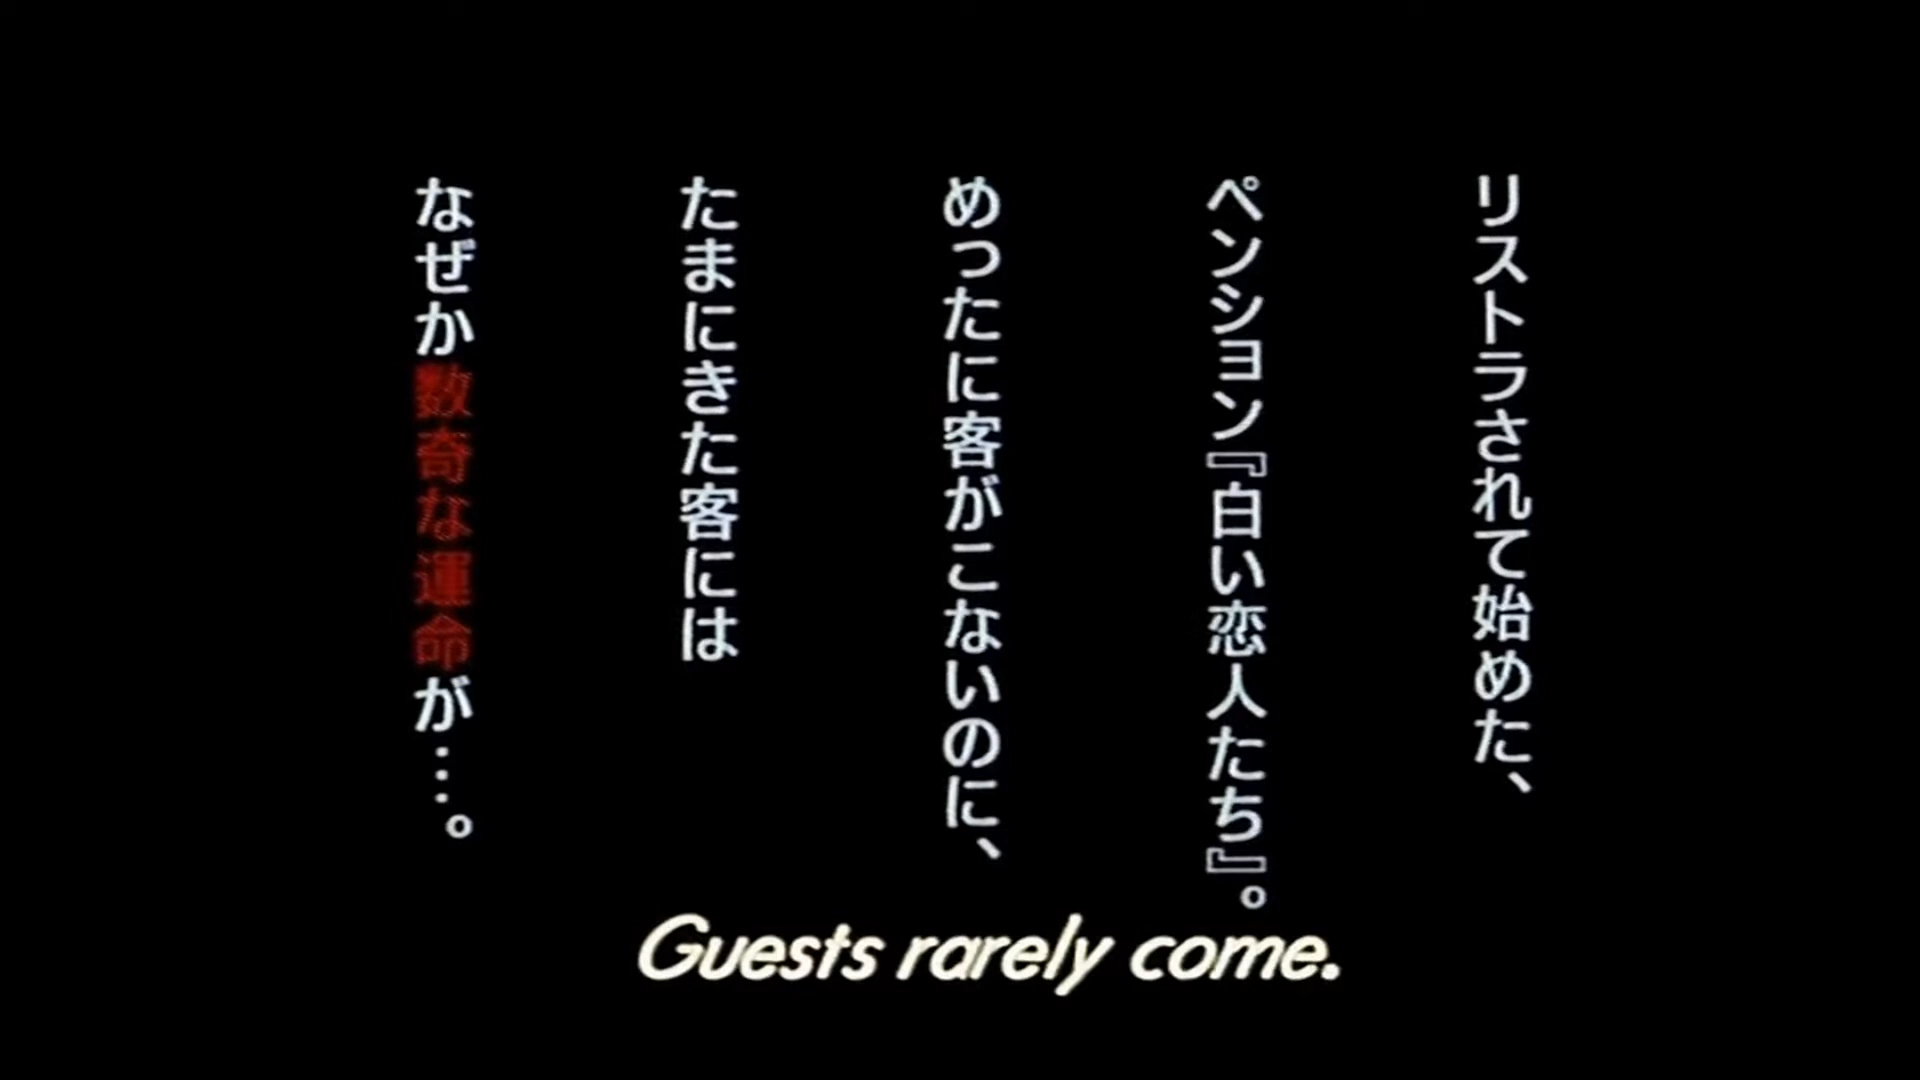 リストラされて始めた、
ペンション『白い恋人たち』。
めったに客がこないのに、
たまにきた客には
なぜか数奇な運命が…。
Guests rarely come.